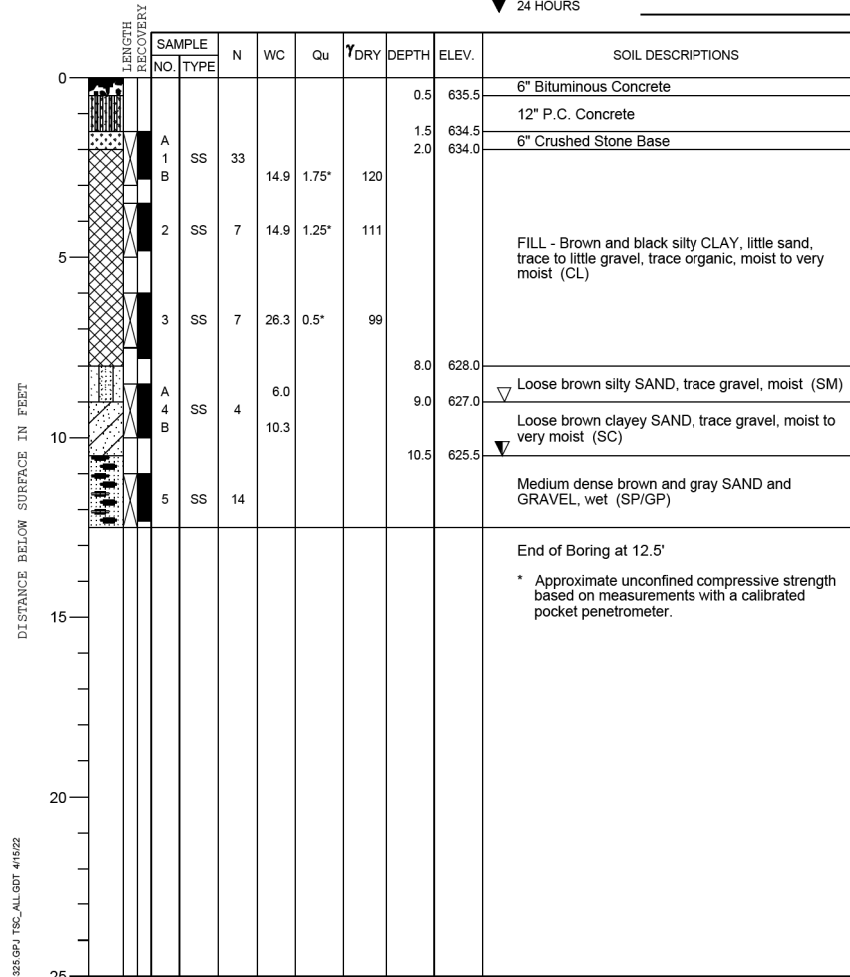 ▼ 24 HOURS
LENGTH
RECOVERY
SAMPLE
NO. TYPE
N
WC
Qu
γDRY
DEPTH
ELEV.
SOIL DESCRIPTIONS
0
6" Bituminous Concrete
0.5 635.5
12" P.C. Concrete
1.5 634.5
6" Crushed Stone Base
2.0 634.0
A
1 SS 33
B 14.9 1.75* 120
2 SS 7 14.9 1.25* 111
FILL - Brown and black silty CLAY, little sand,
trace to little gravel, trace organic, moist to very
moist (CL)
5
3 SS 7 26.3 0.5* 99
8.0 628.0
Loose brown silty SAND, trace gravel, moist (SM)
A 6.0
9.0 627.0
4 SS 4
B 10.3
Loose brown clayey SAND, trace gravel, moist to
very moist (SC)
10
10.5 625.5
Medium dense brown and gray SAND and
GRAVEL, wet (SP/GP)
5 SS 14
End of Boring at 12.5'
* Approximate unconfined compressive strength
based on measurements with a calibrated
pocket penetrometer.
15
20
25
DISTANCE BELOW SURFACE IN FEET
325.GPJ TSC_ALL.GDT 4/15/22